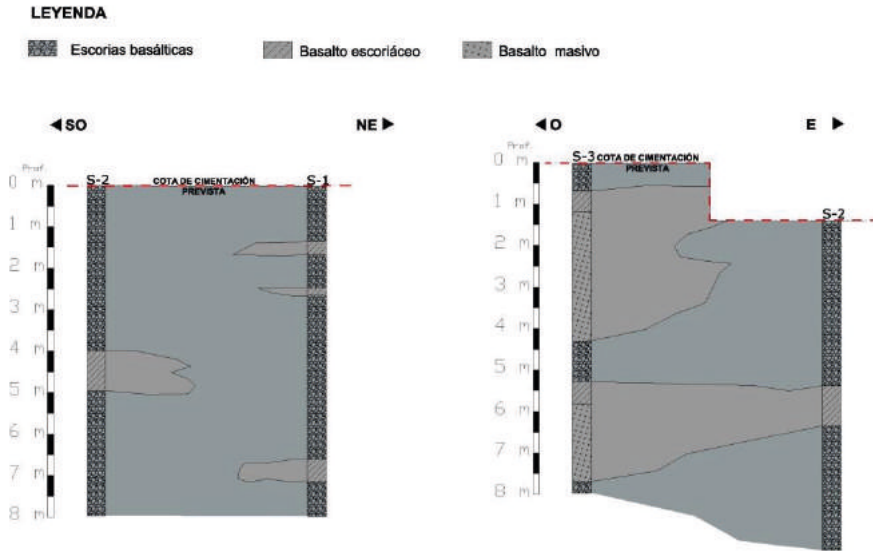 LEYENDA
Escorias basálticas
Basalto escoriáceo
Basalto masivo
SO
NE
Prof.
S-2
COTA DE CIMENTACIÓN
PREVISTA
S-1
0 m
1 m
2 m
3 m
4 m
5 m
6 m
7 m
8 m
O
E
Prof.
S-3 COTA DE CIMENTACIÓN
PREVISTA
S-2
0 m
1 m
2 m
3 m
4 m
5 m
6 m
7 m
8 m